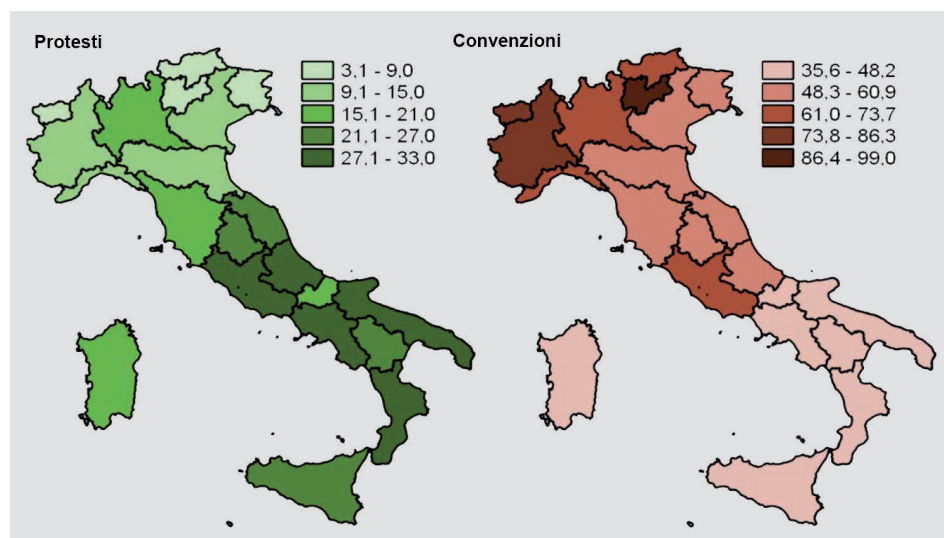 Protesti
3,1 - 9,0
9,1 - 15,0
15,1 - 21,0
21,1 - 27,0
27,1 - 33,0
Convenzioni
35,6 - 48,2
48,3 - 60,9
61,0 - 73,7
73,8 - 86,3
86,4 - 99,0